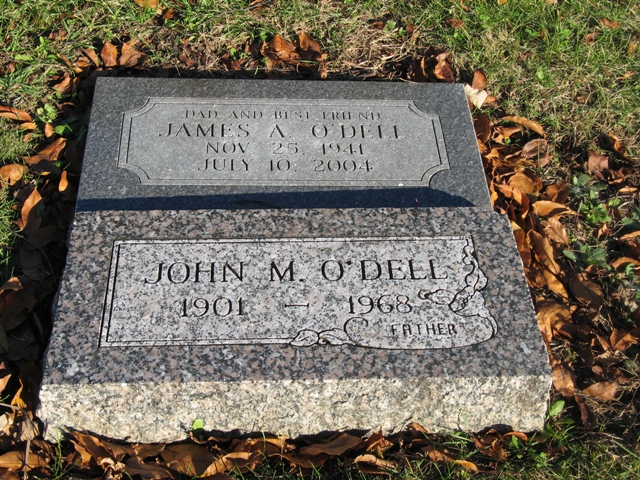 DAD AND BEST FRIEND
JAMES A. O'DELL
NOV. 25, 1941
JULY 10, 2004
JOHN M. O'DELL
1901 – 1968
FATHER